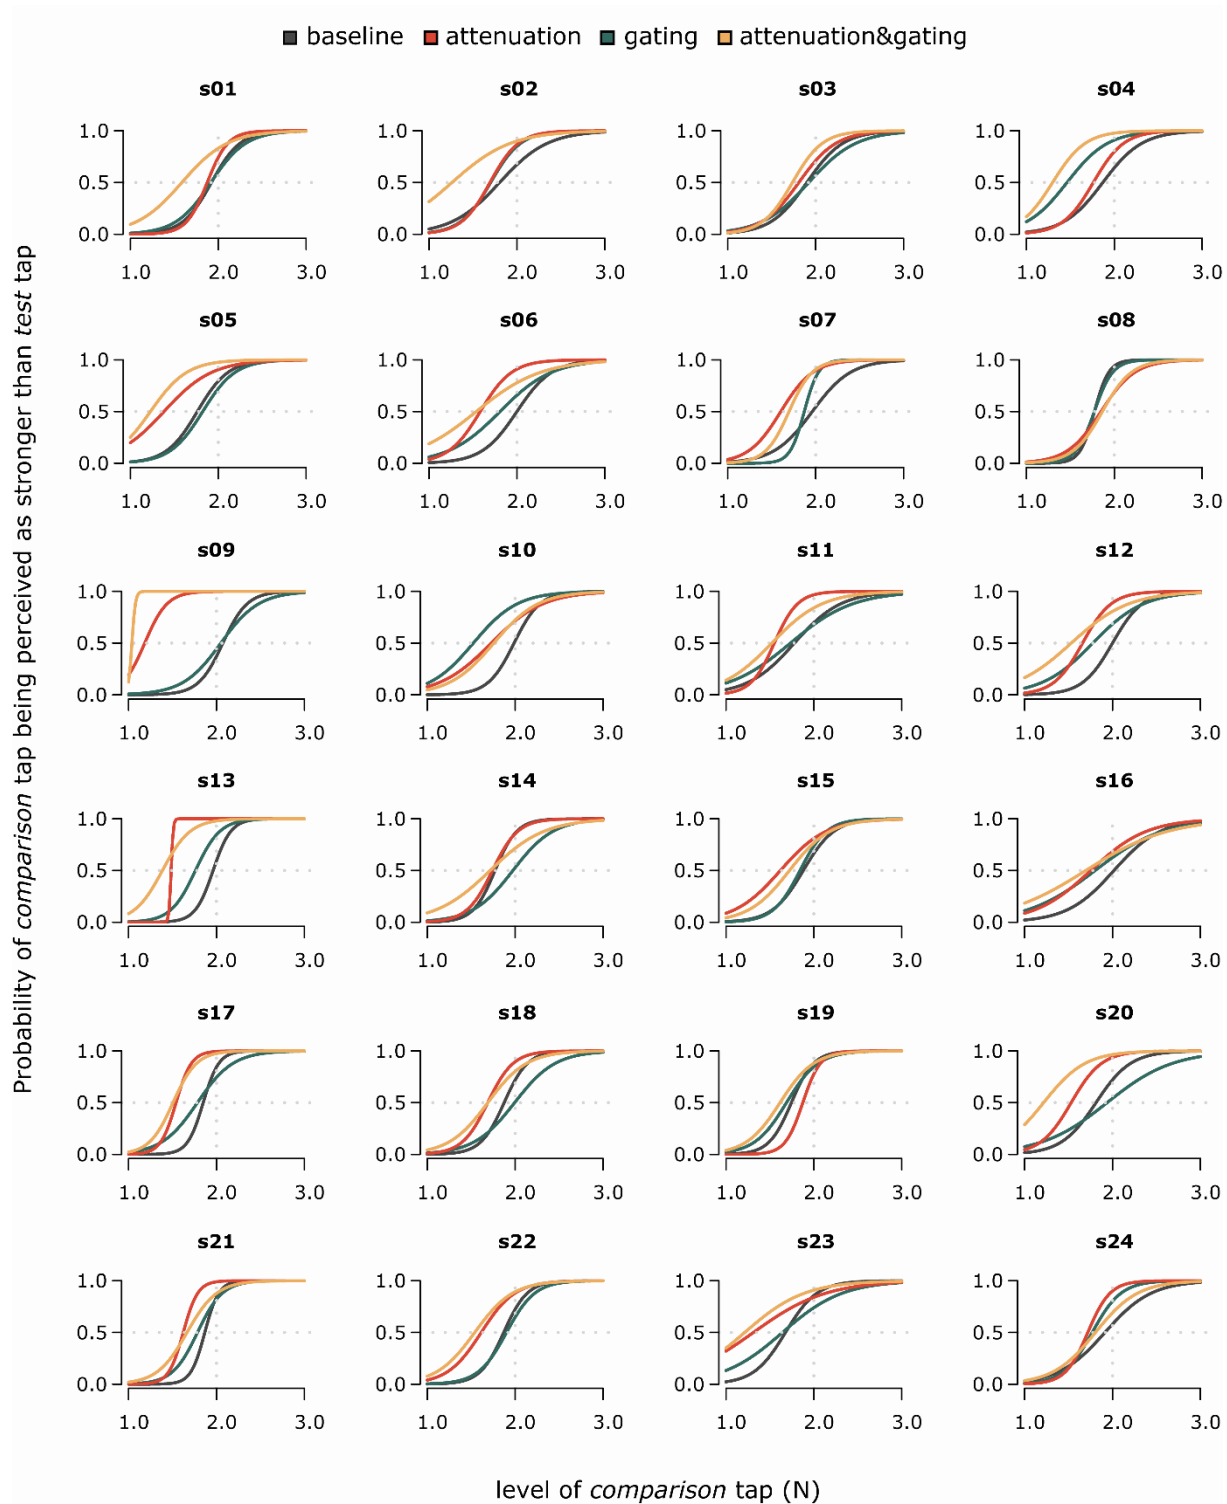 baseline attenuation gating attenuation&gating
Probability of comparison tap being perceived as stronger than test tap
s01 s02 s03 s04
1.0 1.0 1.0 1.0
0.5 0.5 0.5 0.5
0.0 0.0 0.0 0.0
1.0 2.0 3.0 1.0 2.0 3.0 1.0 2.0 3.0 1.0 2.0 3.0
s05 s06 s07 s08
1.0 1.0 1.0 1.0
0.5 0.5 0.5 0.5
0.0 0.0 0.0 0.0
1.0 2.0 3.0 1.0 2.0 3.0 1.0 2.0 3.0 1.0 2.0 3.0
s09 s10 s11 s12
1.0 1.0 1.0 1.0
0.5 0.5 0.5 0.5
0.0 0.0 0.0 0.0
1.0 2.0 3.0 1.0 2.0 3.0 1.0 2.0 3.0 1.0 2.0 3.0
s13 s14 s15 s16
1.0 1.0 1.0 1.0
0.5 0.5 0.5 0.5
0.0 0.0 0.0 0.0
1.0 2.0 3.0 1.0 2.0 3.0 1.0 2.0 3.0 1.0 2.0 3.0
s17 s18 s19 s20
1.0 1.0 1.0 1.0
0.5 0.5 0.5 0.5
0.0 0.0 0.0 0.0
1.0 2.0 3.0 1.0 2.0 3.0 1.0 2.0 3.0 1.0 2.0 3.0
s21 s22 s23 s24
1.0 1.0 1.0 1.0
0.5 0.5 0.5 0.5
0.0 0.0 0.0 0.0
1.0 2.0 3.0 1.0 2.0 3.0 1.0 2.0 3.0 1.0 2.0 3.0
level of comparison tap (N)